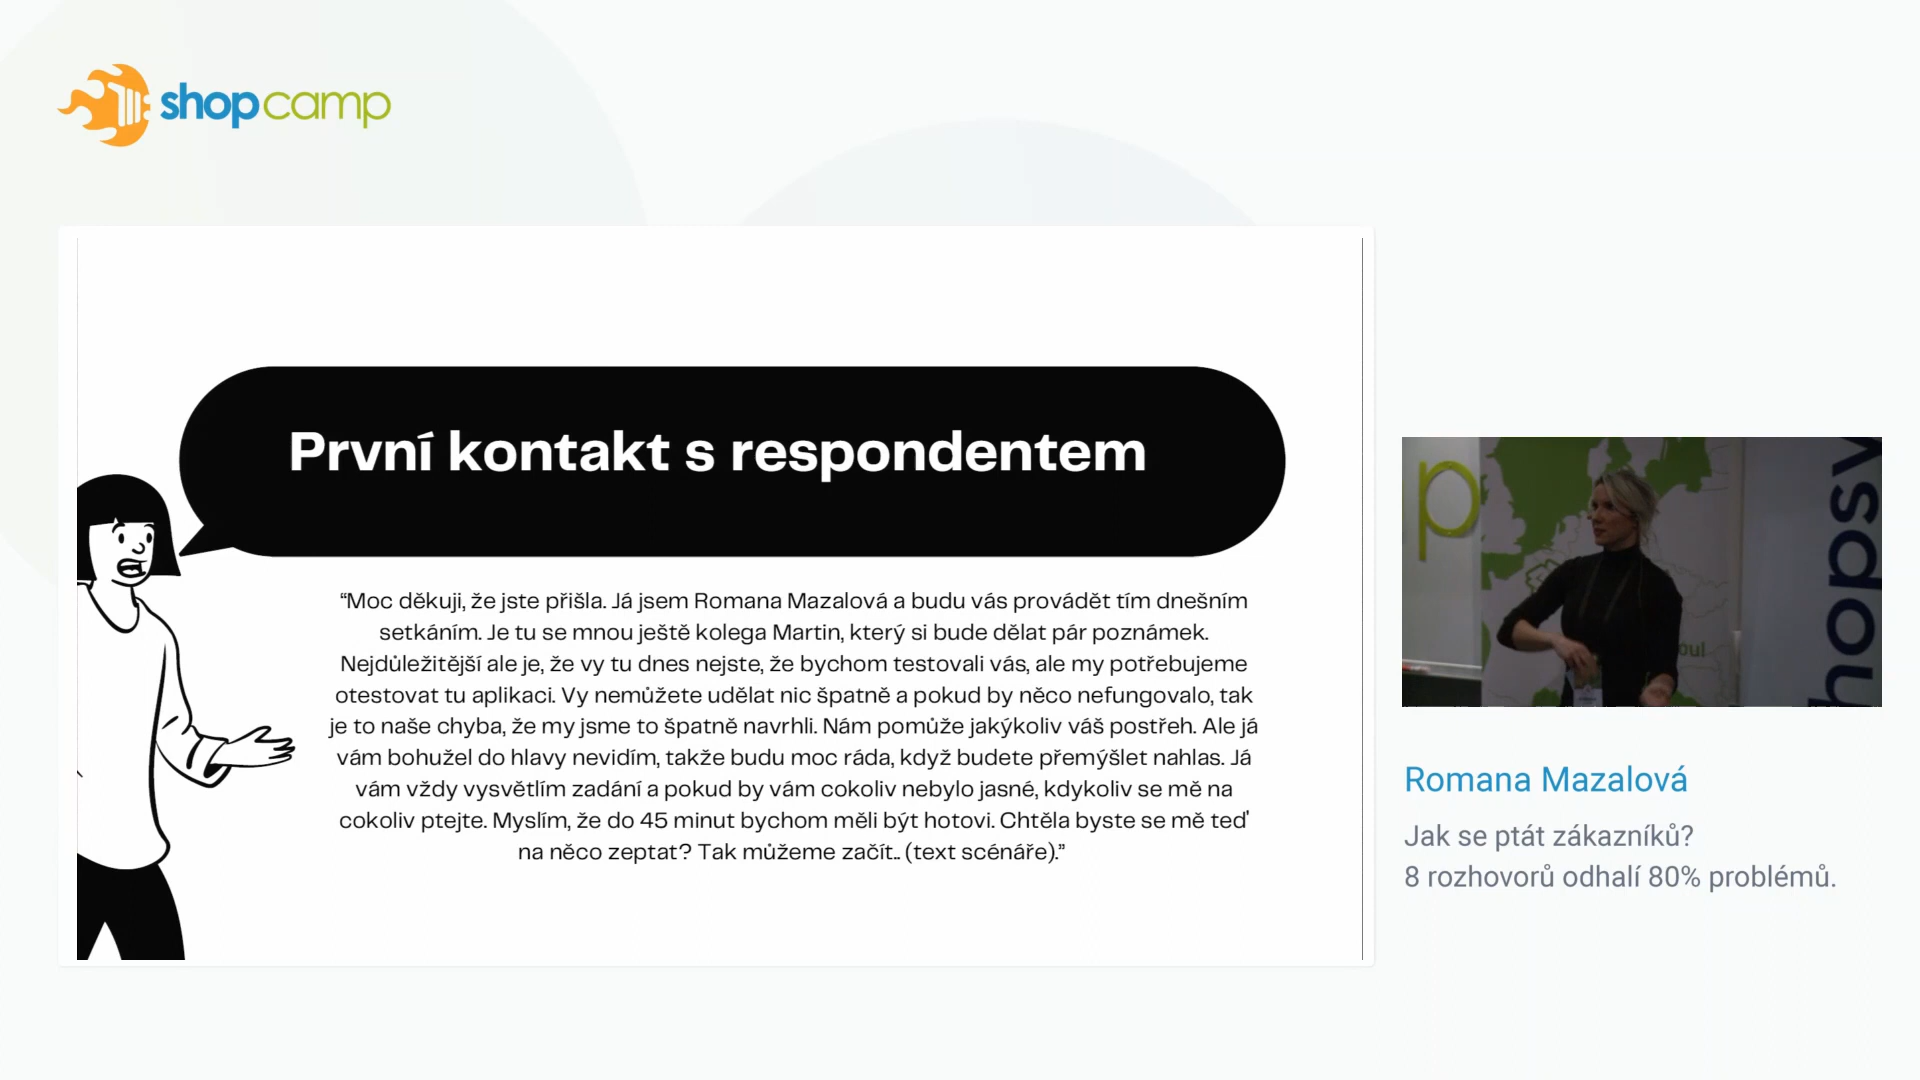 shopcamp
První kontakt s respondentem
“Moc děkuji, že jste přišla. Já jsem Romana Mazalová a budu vás provádět tím dnešním
setkáním. Je tu se mnou ještě kolega Martin, který si bude dělat pár poznámek.
Nejdůležitější ale je, že vy tu dnes nejste, že bychom testovali vás, ale my potřebujeme
otestovat tu aplikaci. Vy nemůžete udělat nic špatně a pokud by něco nefungovalo, tak
je to naše chyba, že my jsme to špatně navrhli. Nám pomůže jakýkoliv váš postřeh. Ale já
vám bohužel do hlavy nevidím, takže budu moc ráda, když budete přemýšlet nahlas. Já
vám vždy vysvětlím zadání a pokud by vám cokoliv nebylo jasné, kdykoliv se mě na
cokoliv ptejte. Myslím, že do 45 minut bychom měli být hotovi. Chtěla byste se mě teď
na něco zeptat? Tak můžeme začít.. (text scénáře).”
p
Romana Mazalová
Jak se ptát zákazníků?
8 rozhovorů odhalí 80% problémů.